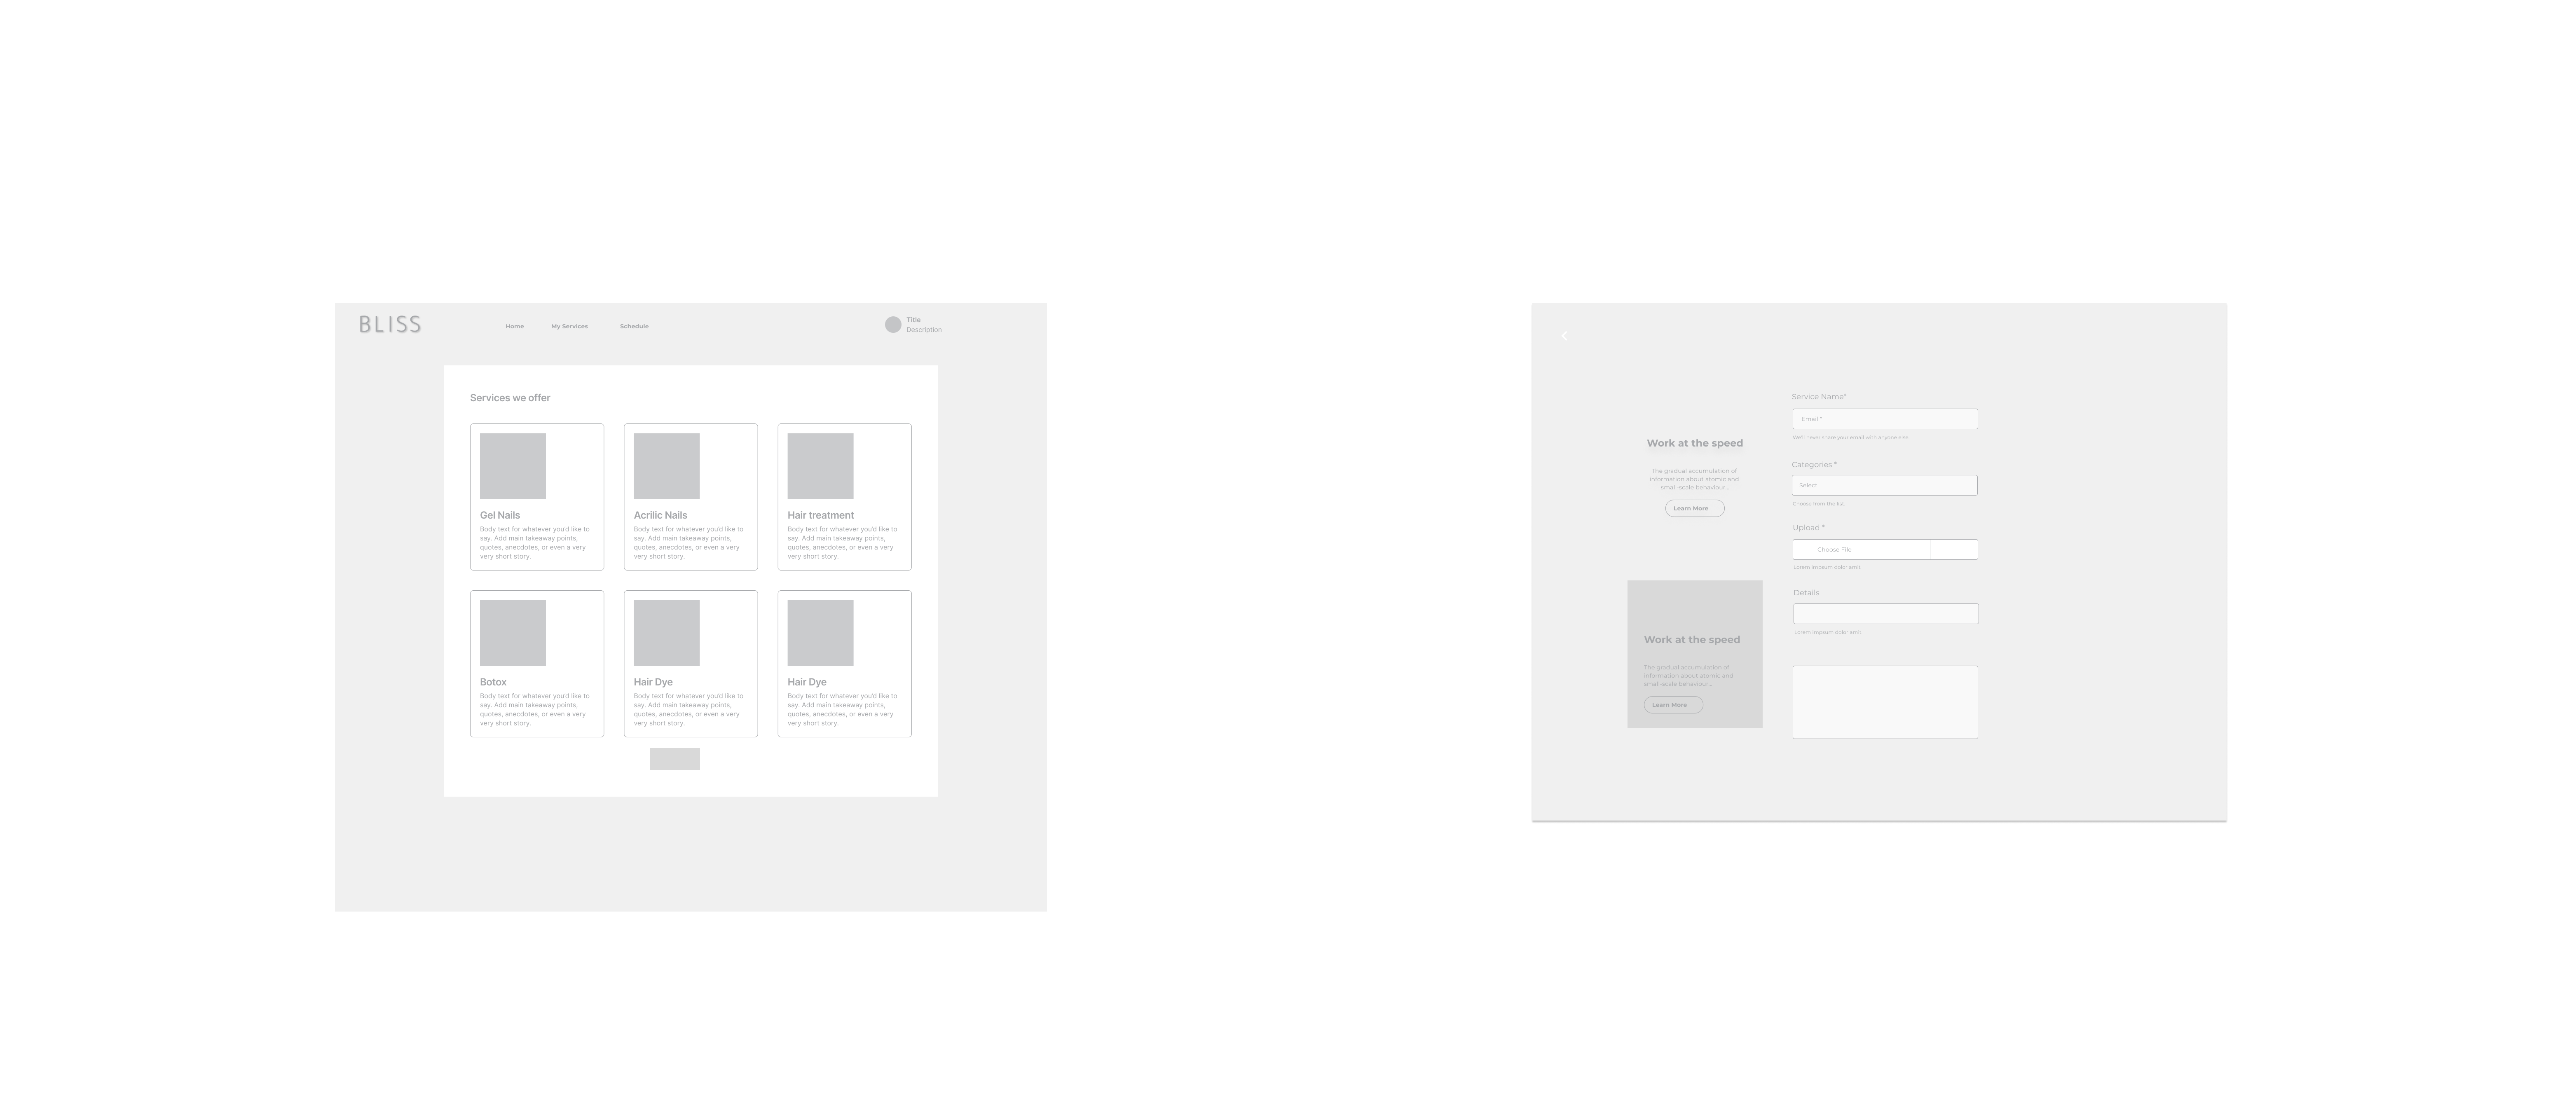 BLISS
Home
My Services
Schedule
Title
Description
Services we offer
Gel Nails
Body text for whatever you'd like to
say. Add main takeaway points,
quotes, anecdotes, or even a very
very short story.
Acrilic Nails
Body text for whatever you'd like to
say. Add main takeaway points,
quotes, anecdotes, or even a very
very short story.
Hair treatment
Body text for whatever you'd like to
say. Add main takeaway points,
quotes, anecdotes, or even a very
very short story.
Botox
Body text for whatever you'd like to
say. Add main takeaway points,
quotes, anecdotes, or even a very
very short story.
Hair Dye
Body text for whatever you'd like to
say. Add main takeaway points,
quotes, anecdotes, or even a very
very short story.
Hair Dye
Body text for whatever you'd like to
say. Add main takeaway points,
quotes, anecdotes, or even a very
very short story.
Work at the speed
The gradual accumulation of
information about atomic and
small-scale behaviour...
Learn More
Work at the speed
The gradual accumulation of
information about atomic and
small-scale behaviour...
Learn More
Service Name*
Email *
We'll never share your email with anyone else.
Categories *
Select
Choose from the list
Upload *
Choose File
Lorem impsum dolor amit
Details
Lorem impsum dolor amit